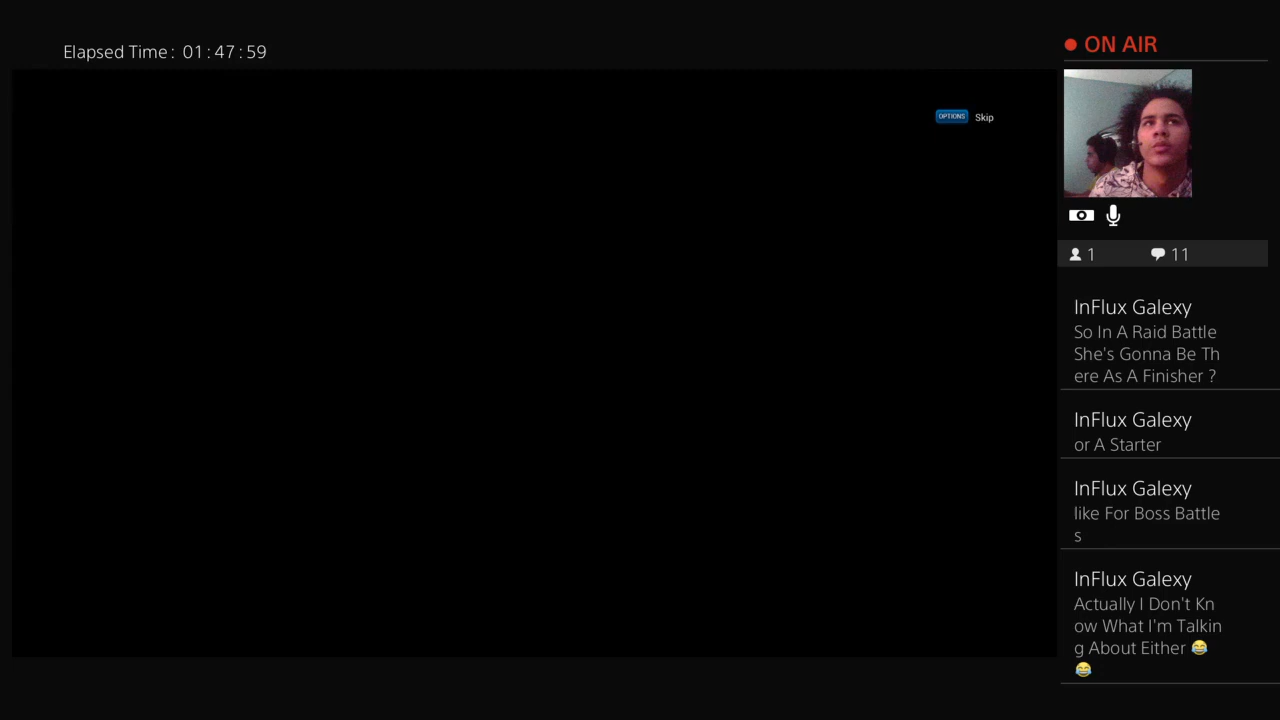 Elapsed Time: 01:47:59
ON AIR
OPTIONS Skip
1 11
InFlux Galexy
So In A Raid Battle
She's Gonna Be Th
ere As A Finisher ?
InFlux Galexy
or A Starter
InFlux Galexy
like For Boss Battle
s
InFlux Galexy
Actually I Don't Kn
ow What I'm Talkin
g About Either 😂
😂